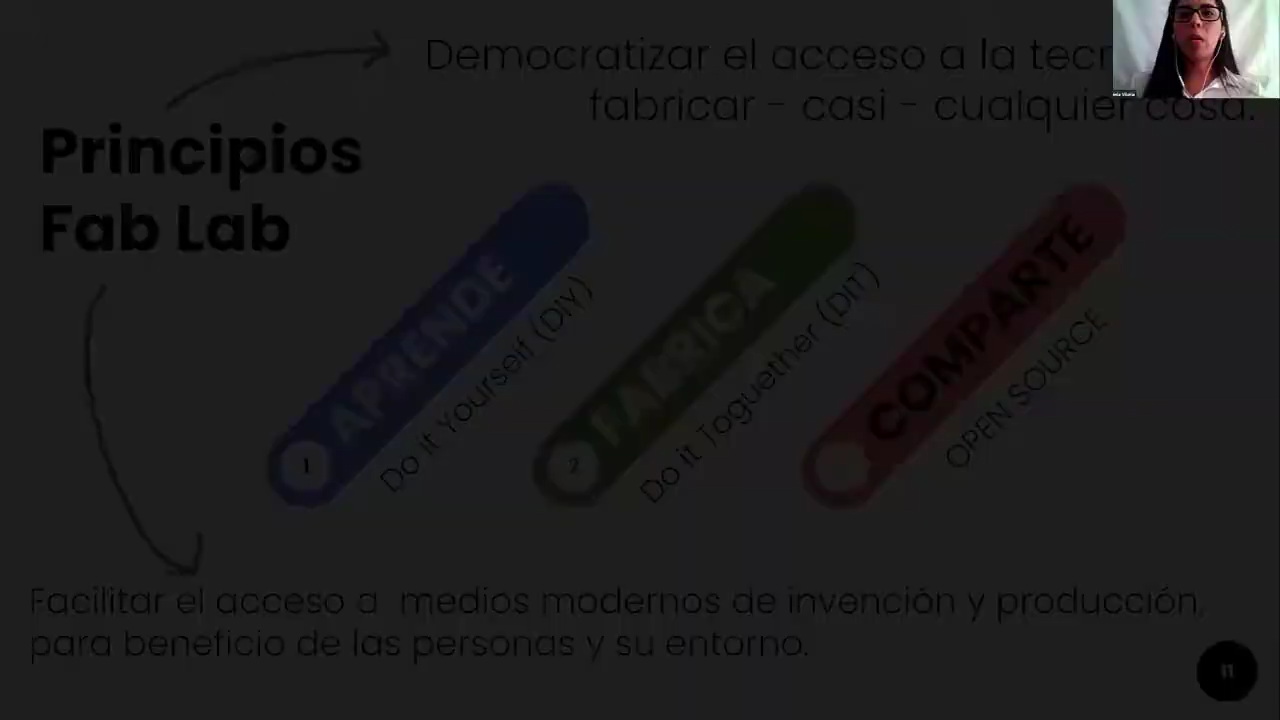 Democratizar el acceso a la tecn
fabricar - casi - cualquier cosa.
Principios
Fab Lab
1 APRENDE
Do it Yourself (DIY)
2 FABRICA
Do it Toguether (DIT)
COMPARTE
OPEN SOURCE
Facilitar el acceso a medios modernos de invención y producción,
para beneficio de las personas y su entorno.
11